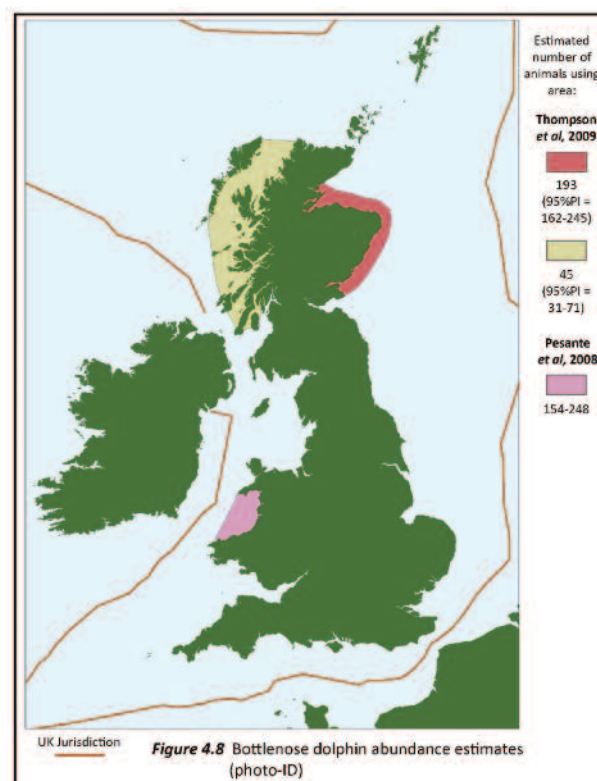 Estimated
number of
animals using
area:
Thompson
et al, 2009
193
(95%PI =
162-245)
45
(95%PI =
31-71)
Pesante
et al, 2008
154-248
UK Jurisdiction
Figure 4.8 Bottlenose dolphin abundance estimates
(photo-ID)